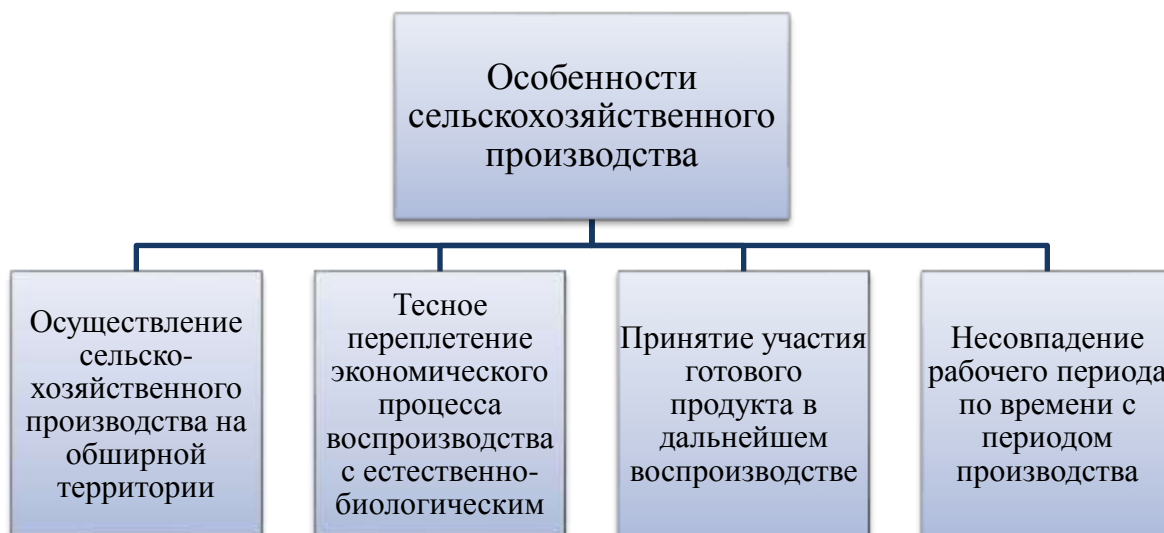 Особенности
сельскохозяйственного
производства
Осуществление
сельско-
хозяйственного
производства на
обширной
территории
Тесное
переплетение
экономического
процесса
воспроизводства
с естественно-
биологическим
Принятие участия
готового
продукта в
дальнейшем
воспроизводстве
Несовпадение
рабочего периода
по времени с
периодом
производства